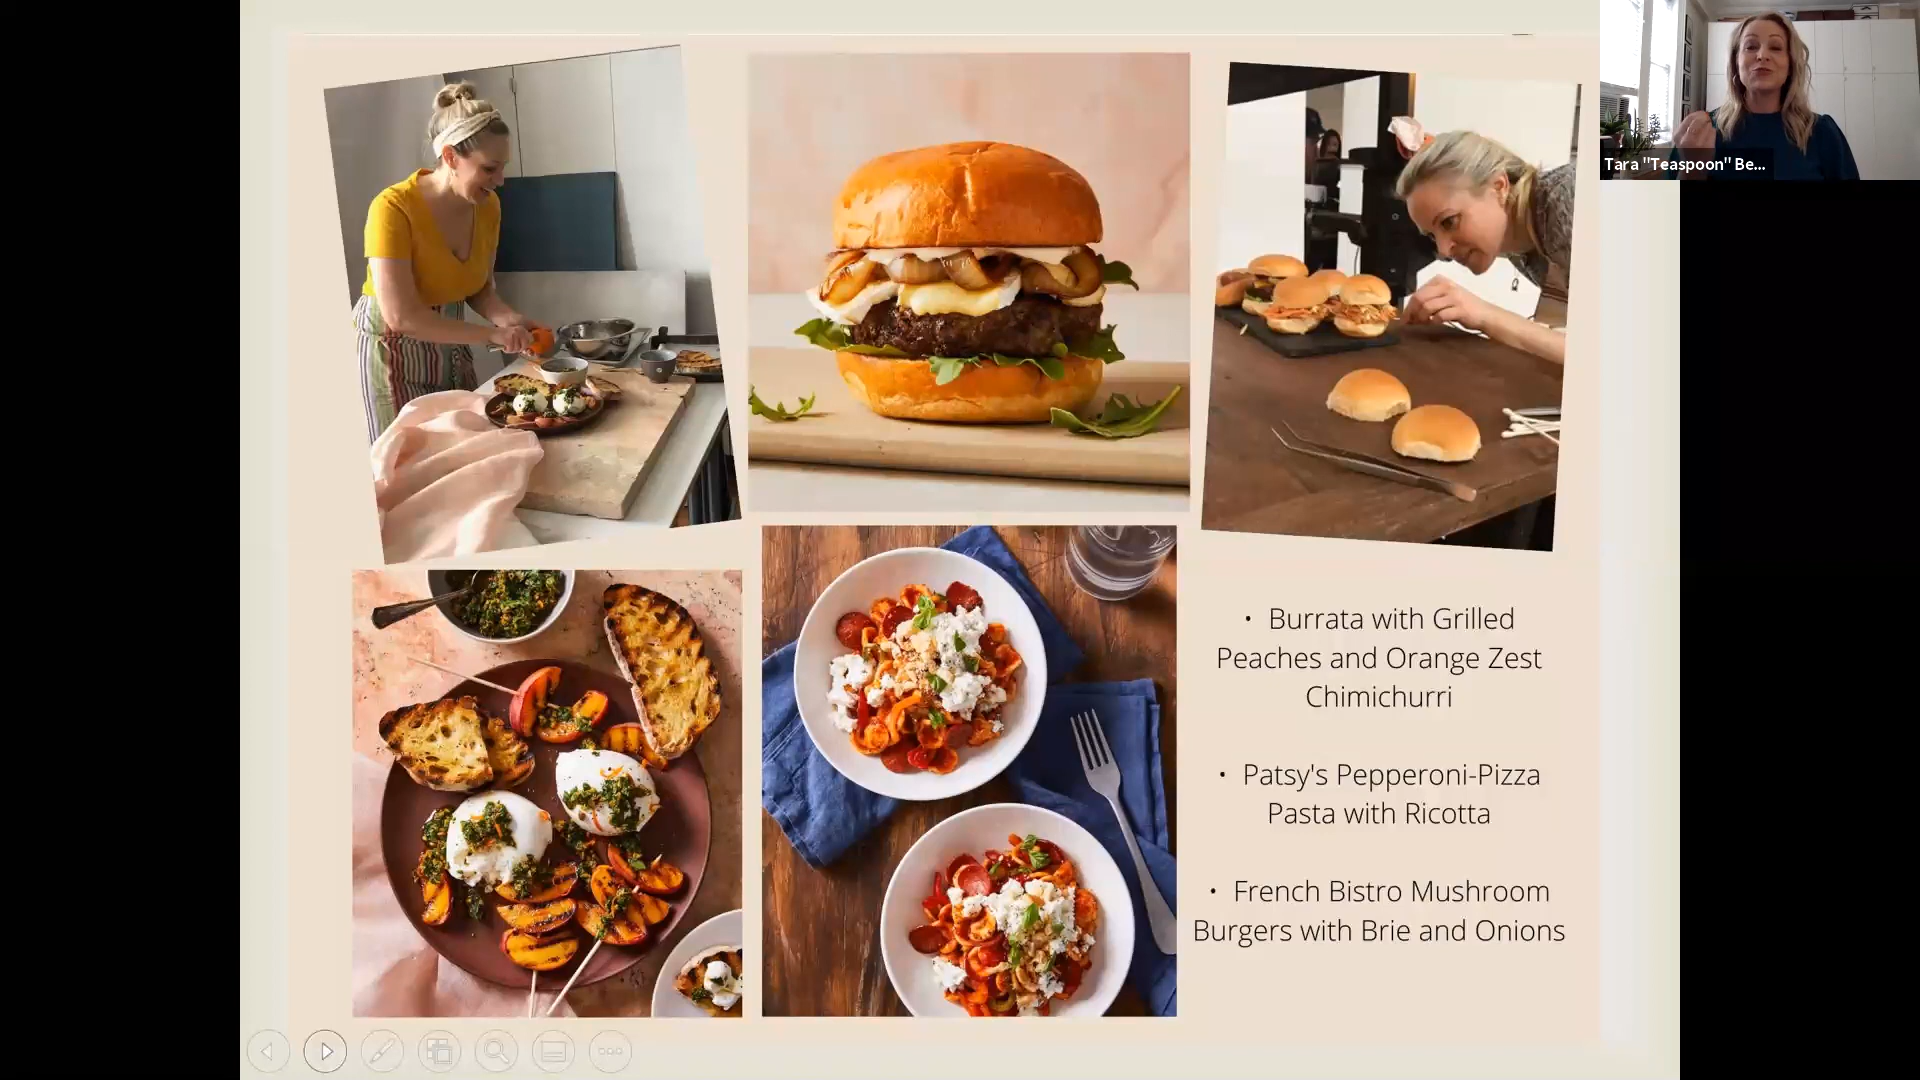 Tara "Teaspoon" Be...
• Burrata with Grilled
Peaches and Orange Zest
Chimichurri
• Patsy's Pepperoni-Pizza
Pasta with Ricotta
• French Bistro Mushroom
Burgers with Brie and Onions